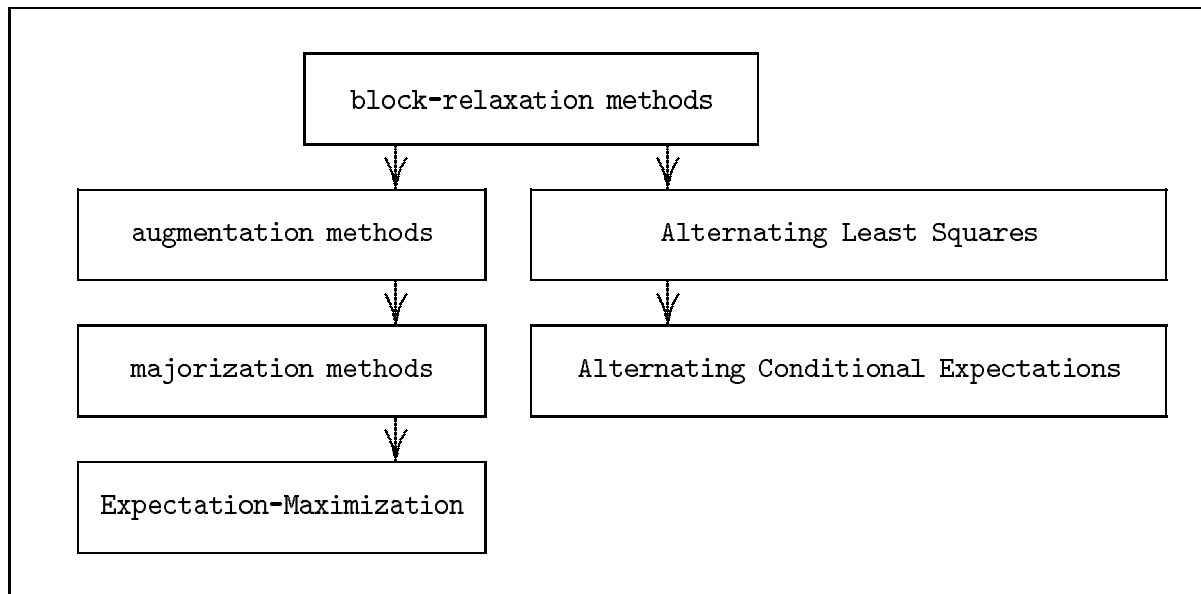 block-relaxation methods
augmentation methods
Alternating Least Squares
majorization methods
Alternating Conditional Expectations
Expectation-Maximization